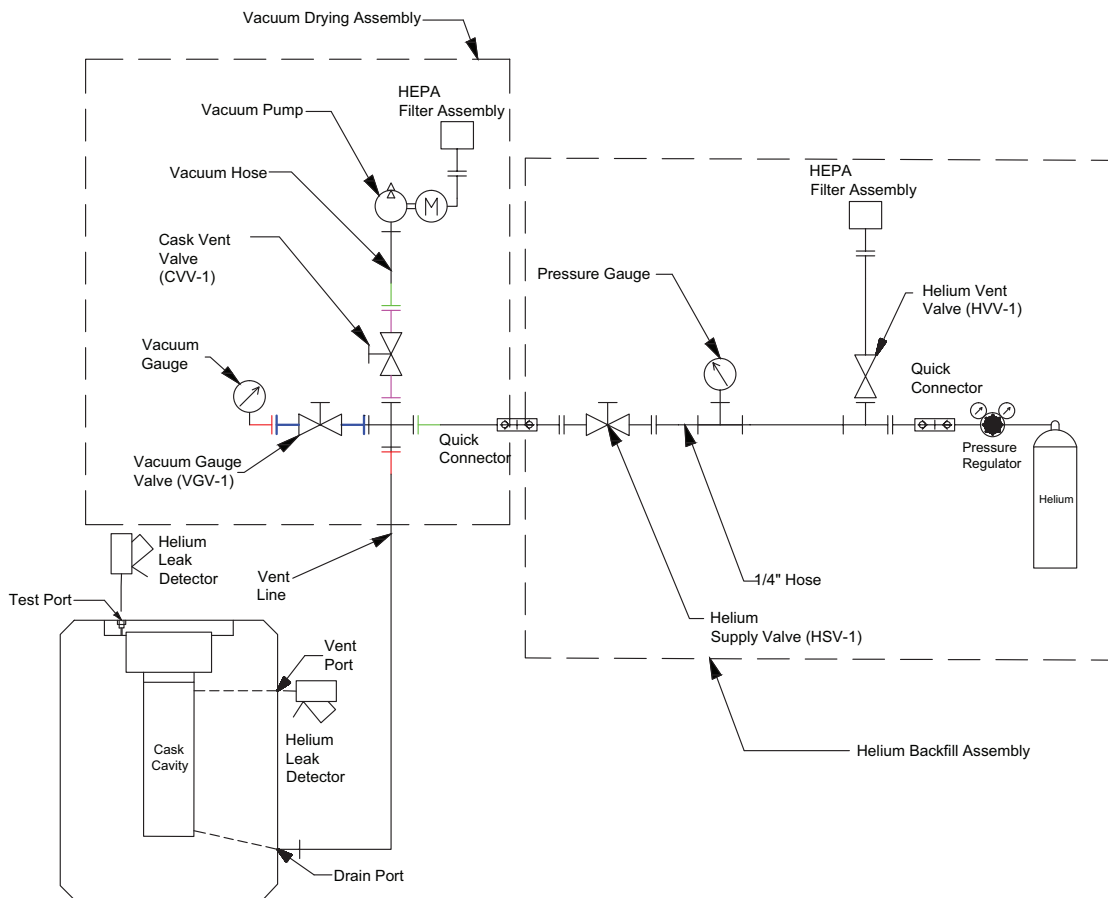 Vacuum Drying Assembly
HEPA
Filter Assembly
Vacuum Pump
Vacuum Hose
M
Cask Vent
Valve
(CVV-1)
Vacuum
Gauge
Vacuum Gauge
Valve (VGV-1)
Quick
Connector
HEPA
Filter Assembly
Pressure Gauge
Helium Vent
Valve (HVV-1)
Quick
Connector
Pressure
Regulator
Helium
1/4" Hose
Helium
Supply Valve (HSV-1)
Helium Backfill Assembly
Helium
Leak
Detector
Test Port
Vent
Line
Vent
Port
Helium
Leak
Detector
Cask
Cavity
Drain Port